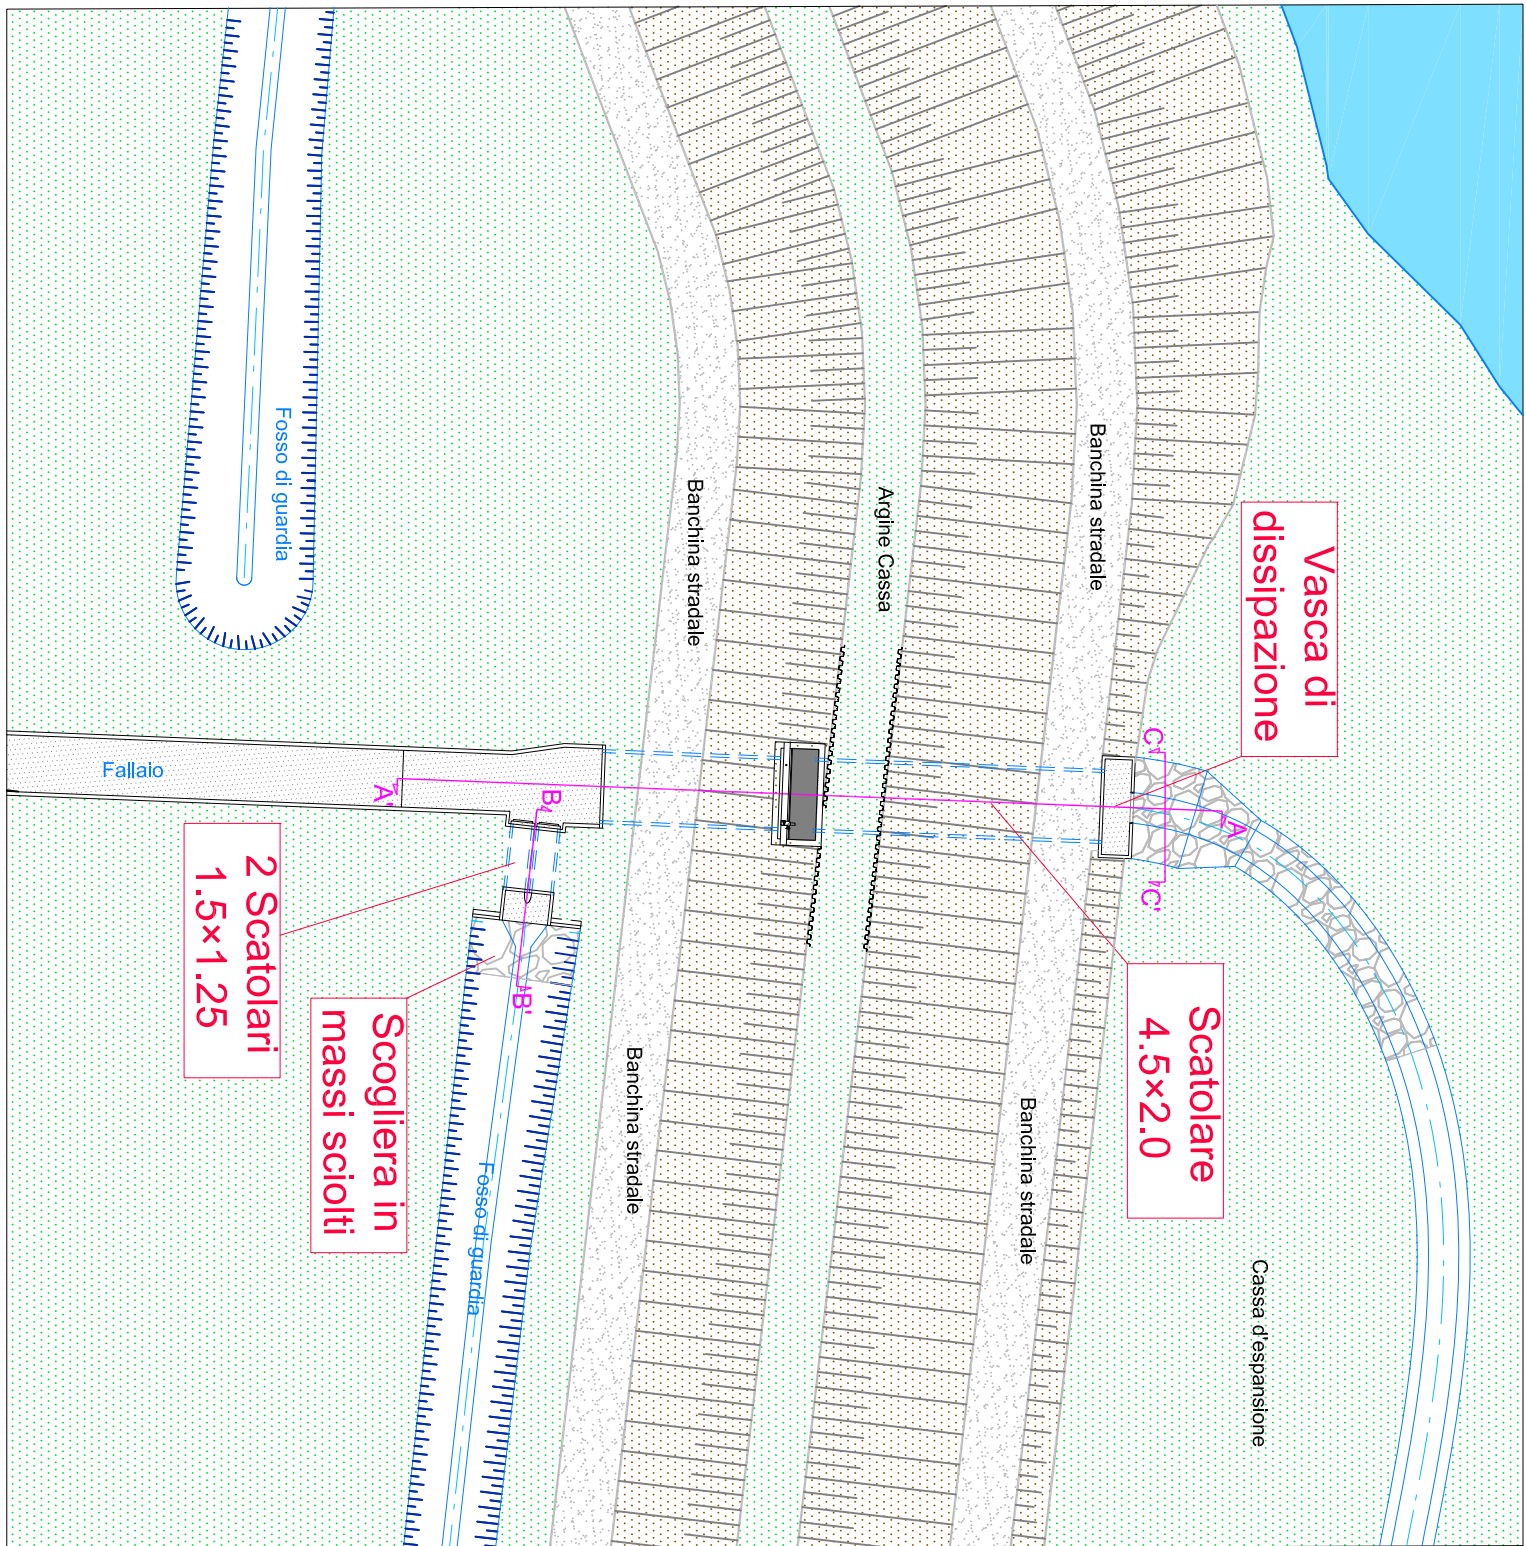 Vasca di
dissipazione
Scatolare
4.5×2.0
2 Scatolari
1.5×1.25
Scogliera in
massi sciolti
Banchina stradale
Banchina stradale
Argine Cassa
Banchina stradale
Banchina stradale
Cassa d'espansione
Fosso di guardia
Fosso di guardia
Fallaio
A
A'
B
B'
C
C'